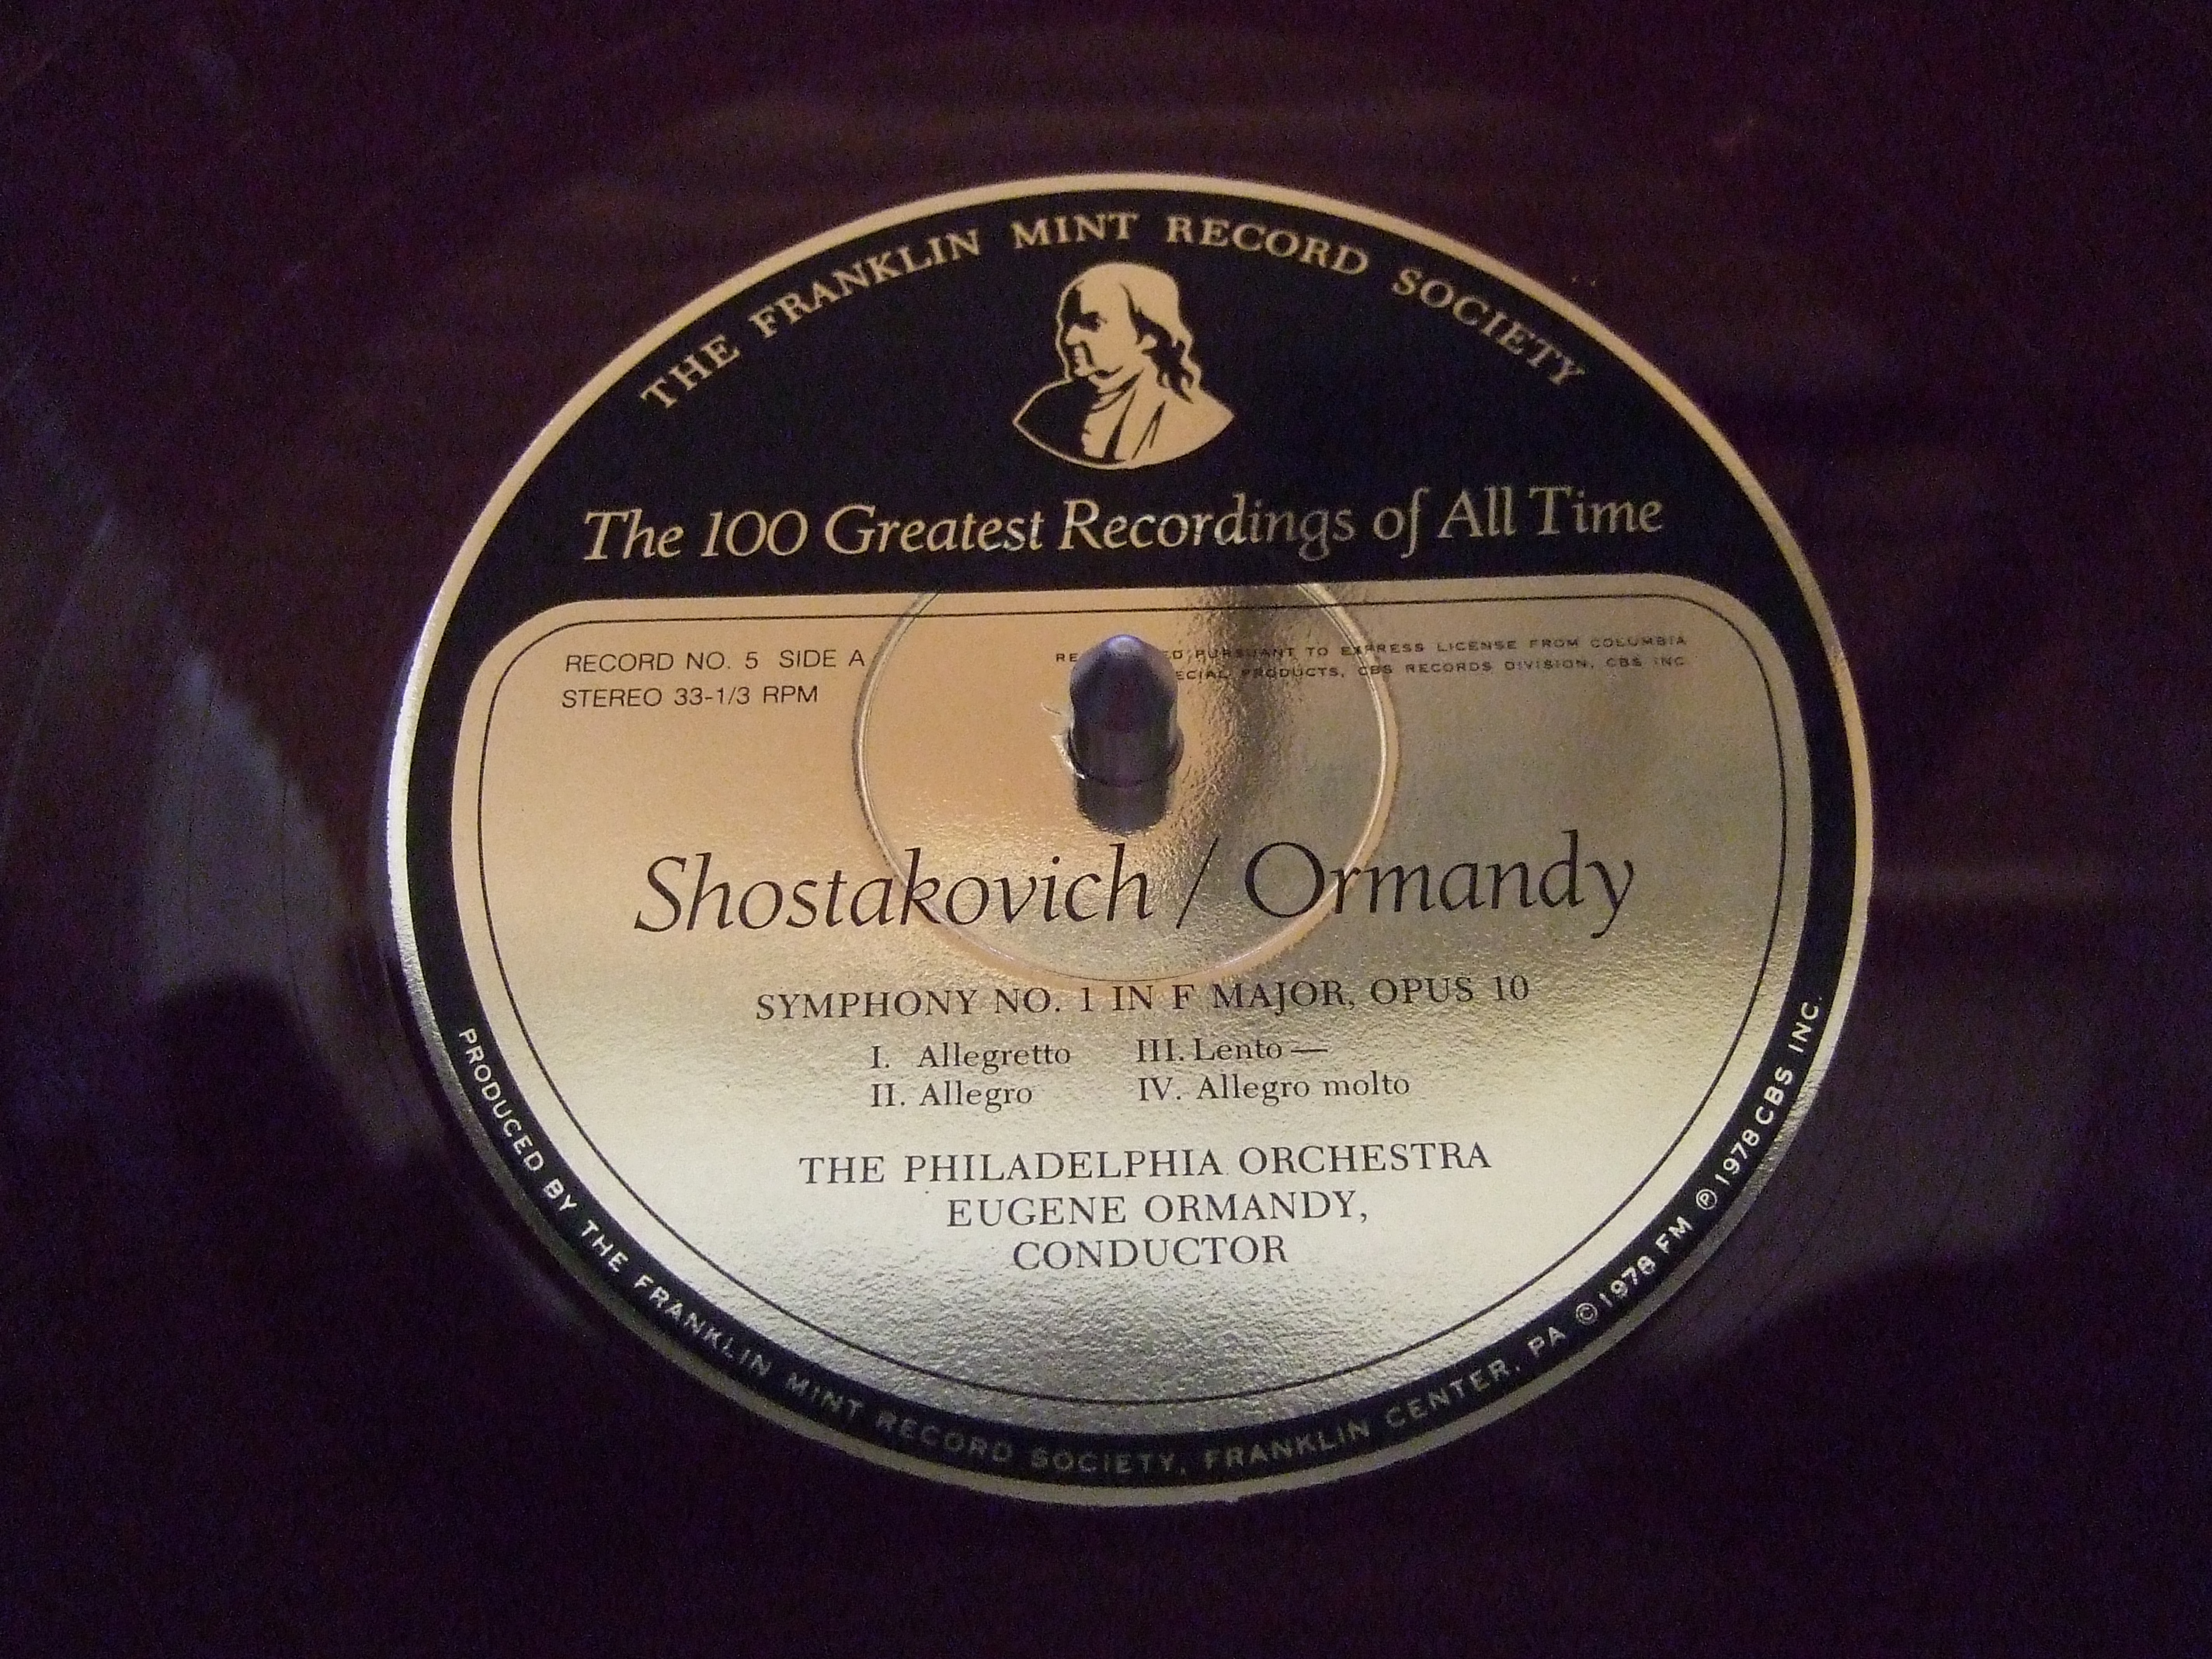 THE FRANKLIN MINT RECORD SOCIETY
The 100 Greatest Recordings of All Time
RECORD NO. 5 SIDE A
STEREO 33-1/3 RPM
PURSUANT TO EXPRESS LICENSE FROM COLUMBIA
PRODUCTS, CBS RECORDS DIVISION, CBS INC
Shostakovich / Ormandy
SYMPHONY NO. 1 IN F MAJOR, OPUS 10
I. Allegretto III. Lento —
II. Allegro IV. Allegro molto
THE PHILADELPHIA ORCHESTRA
EUGENE ORMANDY,
CONDUCTOR
PRODUCED BY THE FRANKLIN MINT RECORD SOCIETY, FRANKLIN CENTER, PA © 1978 FM ℗ 1978 CBS INC.